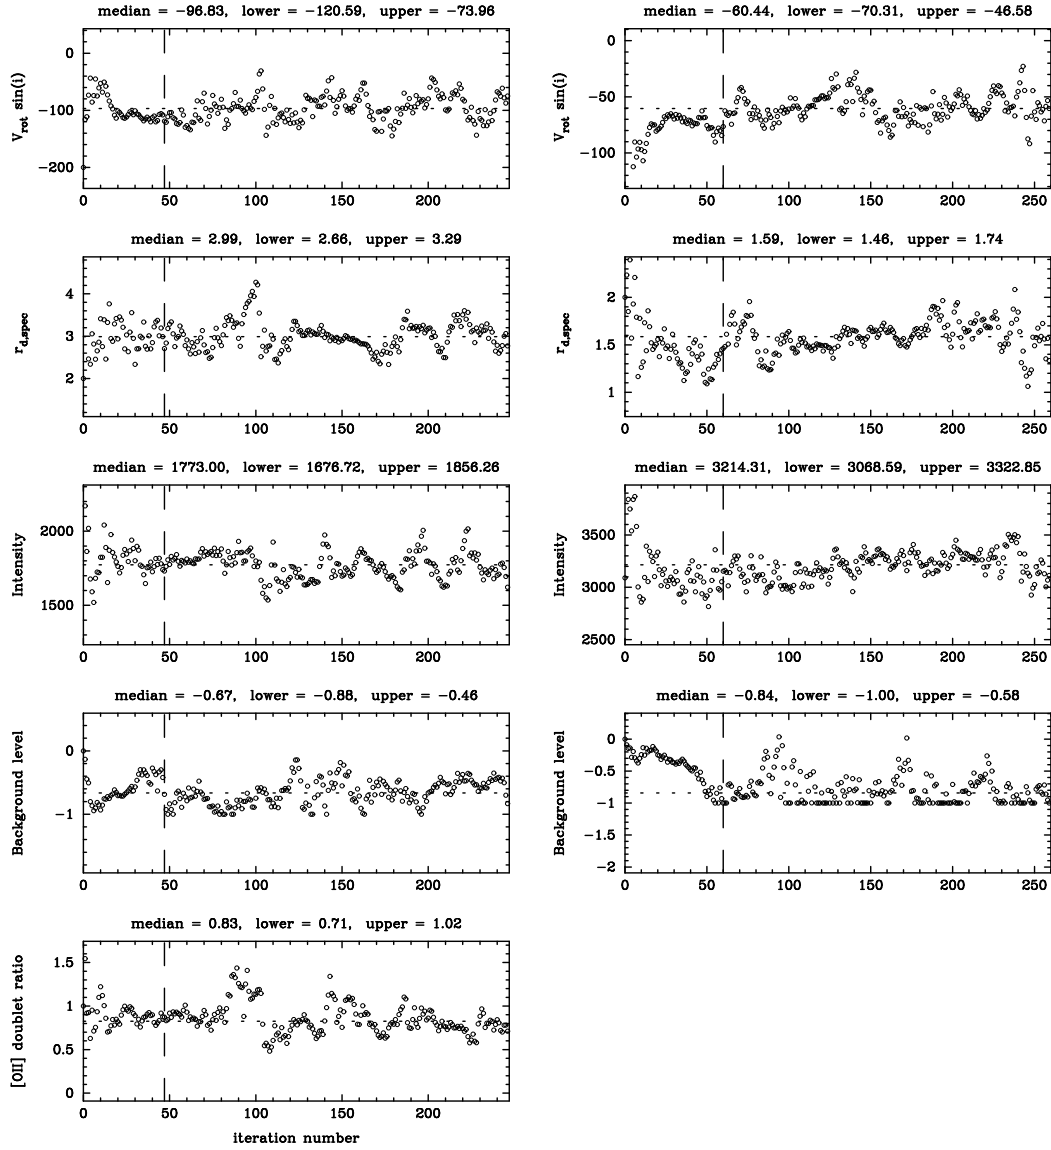 median = −96.83, lower = −120.59, upper = −73.96
0
−100
−200
V_rot sin(i)
0 50 100 150 200
median = −60.44, lower = −70.31, upper = −46.58
0
−50
−100
V_rot sin(i)
0 50 100 150 200 250
median = 2.99, lower = 2.66, upper = 3.29
4
3
2
r_d,spec
0 50 100 150 200
median = 1.59, lower = 1.46, upper = 1.74
2
1.5
1
r_d,spec
0 50 100 150 200 250
median = 1773.00, lower = 1676.72, upper = 1856.26
2000
1500
Intensity
0 50 100 150 200
median = 3214.31, lower = 3068.59, upper = 3322.85
3500
3000
2500
Intensity
0 50 100 150 200 250
median = −0.67, lower = −0.88, upper = −0.46
0
−1
Background level
0 50 100 150 200
median = −0.84, lower = −1.00, upper = −0.58
0
−0.5
−1
−1.5
−2
Background level
0 50 100 150 200 250
median = 0.83, lower = 0.71, upper = 1.02
1.5
1
0.5
0
[OII] doublet ratio
0 50 100 150 200
iteration number